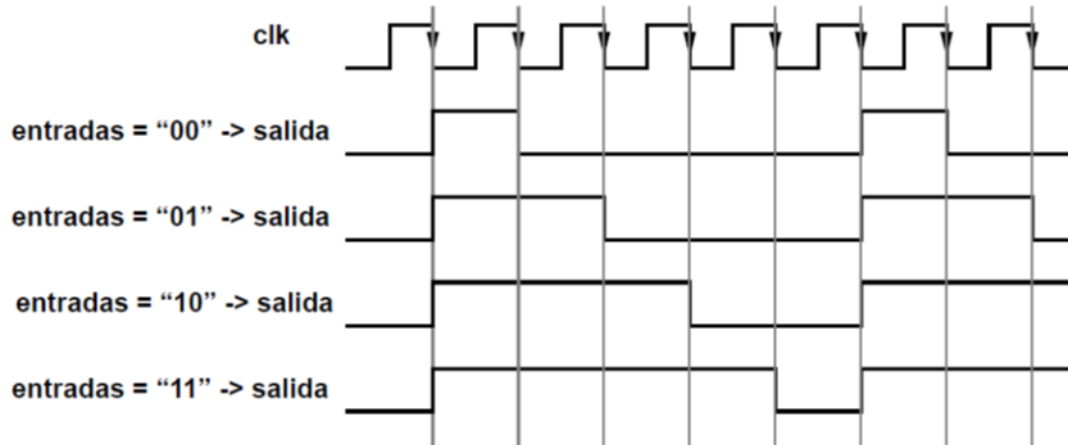 clk
entradas = “00” -> salida
entradas = “01” -> salida
entradas = “10” -> salida
entradas = “11” -> salida